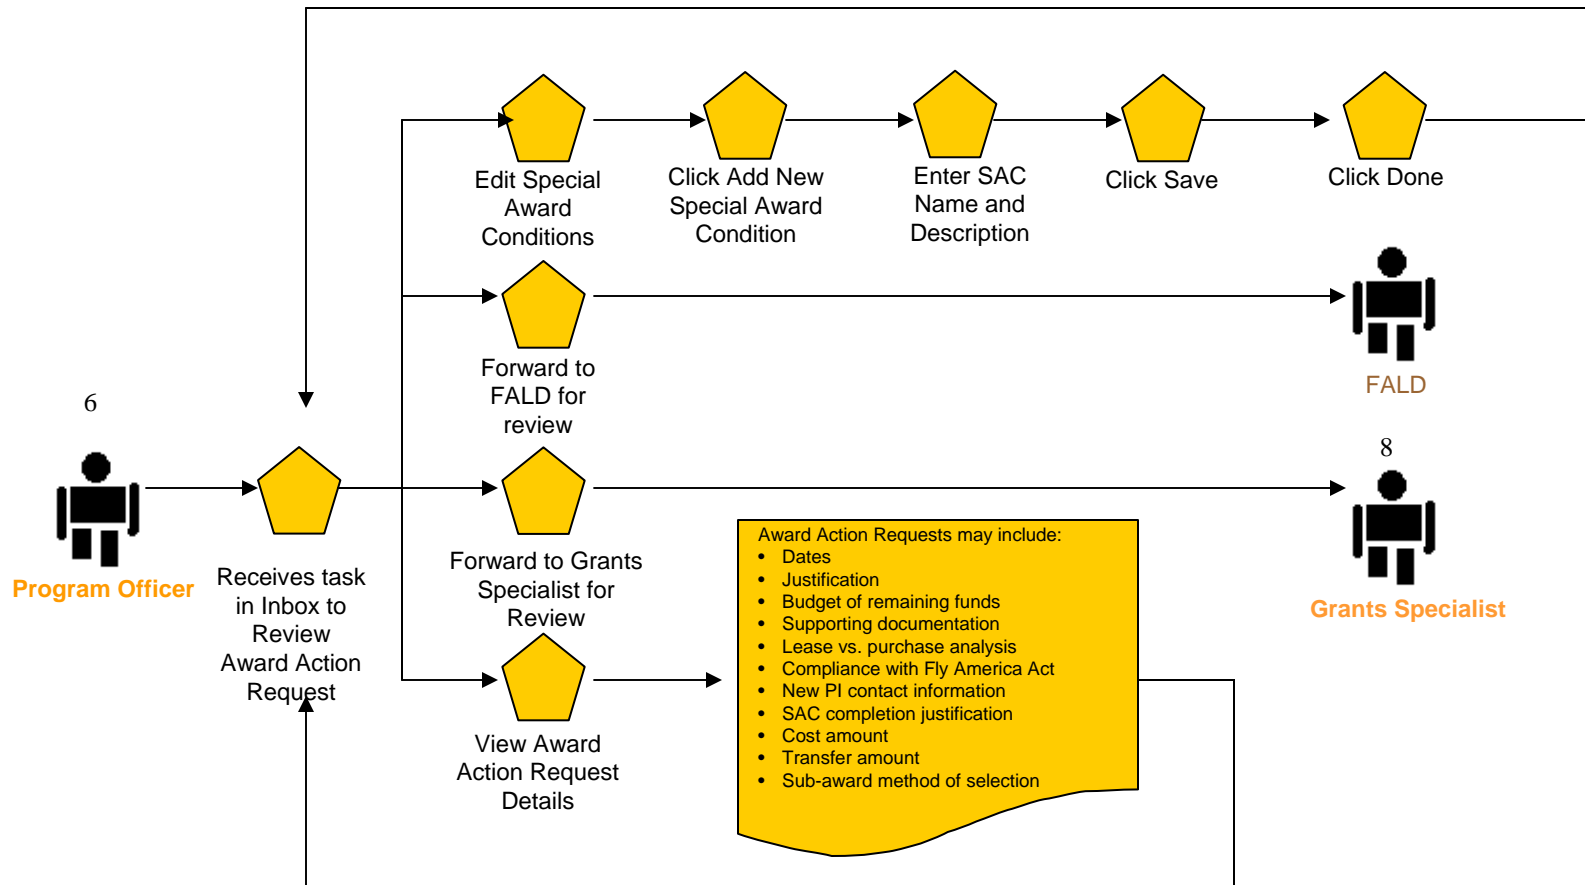 Edit Special
Award
Conditions
Click Add New
Special Award
Condition
Enter SAC
Name and
Description
Click Save
Click Done
Forward to
FALD for
review
FALD
6
Program Officer
Receives task
in Inbox to
Review
Award Action
Request
Forward to Grants
Specialist for
Review
8
Grants Specialist
View Award
Action Request
Details
Award Action Requests may include:
• Dates
• Justification
• Budget of remaining funds
• Supporting documentation
• Lease vs. purchase analysis
• Compliance with Fly America Act
• New PI contact information
• SAC completion justification
• Cost amount
• Transfer amount
• Sub-award method of selection